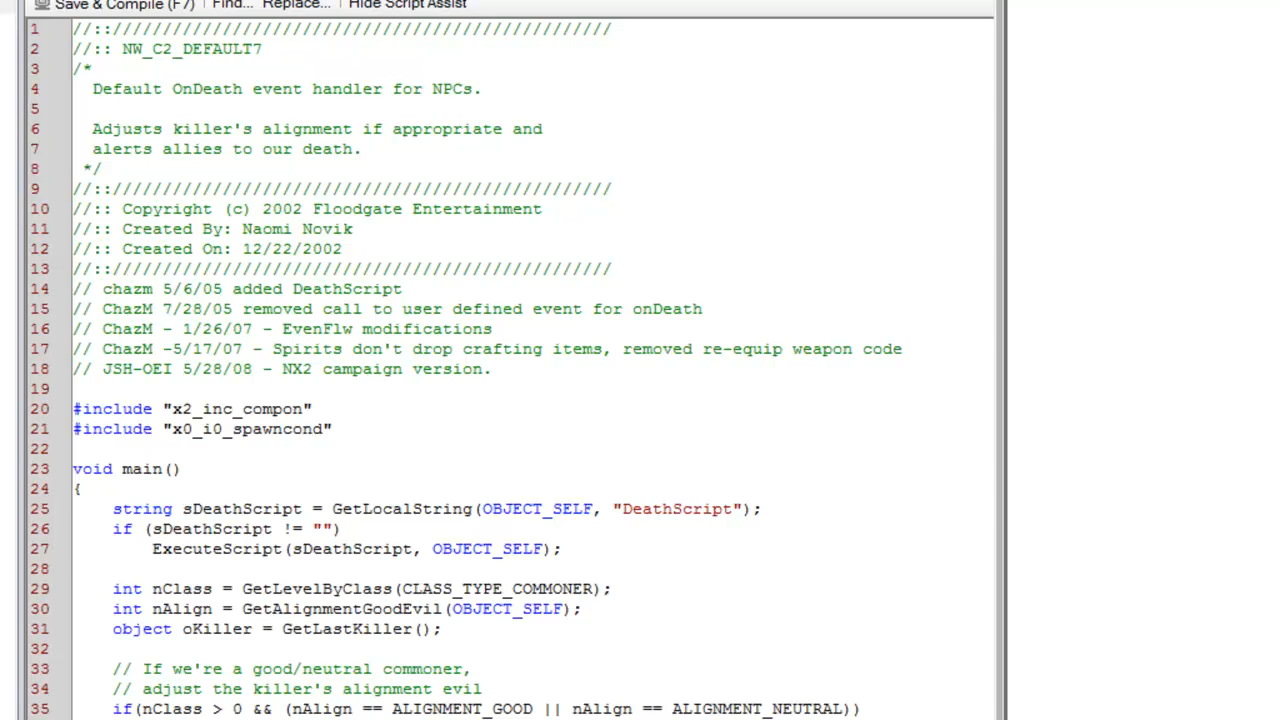 Save & Compile (F7) Find... Replace... Hide Script Assist
1 //:://////////////////////////////////////////////////
2 //:: NW_C2_DEFAULT7
3 /*
4 Default OnDeath event handler for NPCs.
5
6 Adjusts killer's alignment if appropriate and
7 alerts allies to our death.
8 */
9 //:://////////////////////////////////////////////////
10 //:: Copyright (c) 2002 Floodgate Entertainment
11 //:: Created By: Naomi Novik
12 //:: Created On: 12/22/2002
13 //:://////////////////////////////////////////////////
14 // chazm 5/6/05 added DeathScript
15 // ChazM 7/28/05 removed call to user defined event for onDeath
16 // ChazM - 1/26/07 - EvenFlw modifications
17 // ChazM -5/17/07 - Spirits don't drop crafting items, removed re-equip weapon code
18 // JSH-OEI 5/28/08 - NX2 campaign version.
19
20 #include "x2_inc_compon"
21 #include "x0_i0_spawncond"
22
23 void main()
24 {
25 string sDeathScript = GetLocalString(OBJECT_SELF, "DeathScript");
26 if (sDeathScript != "")
27 ExecuteScript(sDeathScript, OBJECT_SELF);
28
29 int nClass = GetLevelByClass(CLASS_TYPE_COMMONER);
30 int nAlign = GetAlignmentGoodEvil(OBJECT_SELF);
31 object oKiller = GetLastKiller();
32
33 // If we're a good/neutral commoner,
34 // adjust the killer's alignment evil
35 if(nClass > 0 && (nAlign == ALIGNMENT_GOOD || nAlign == ALIGNMENT_NEUTRAL))